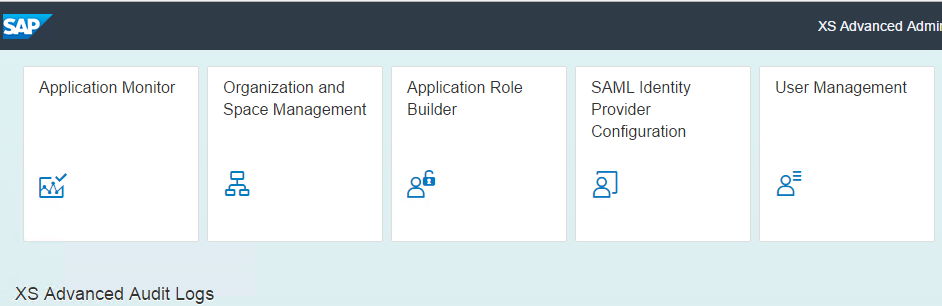 SAP
XS Advanced Admin
Application Monitor
Organization and
Space Management
Application Role
Builder
SAML Identity
Provider
Configuration
User Management
XS Advanced Audit Logs